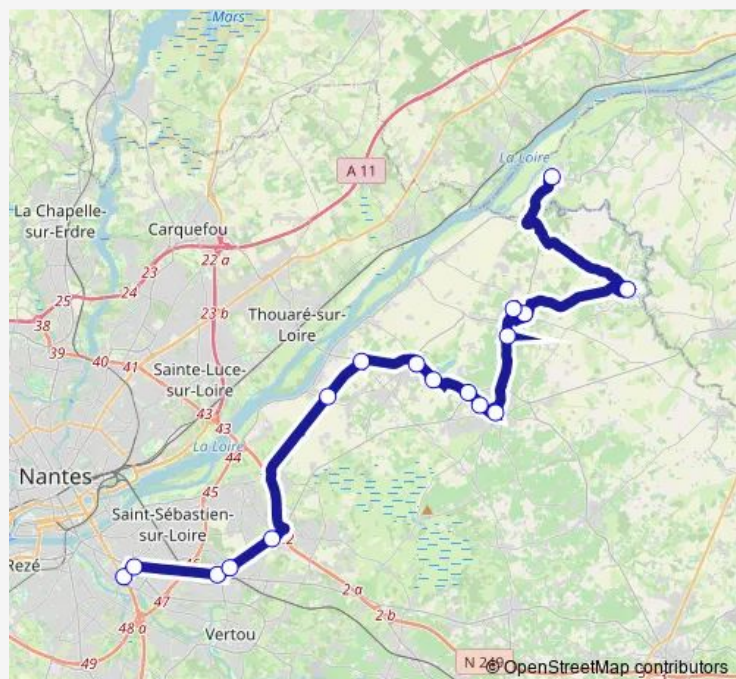 Mars
La Loire
A 11
La Chapelle-
sur-Erdre
Carquefou
22 a
23
24
25
38
23 b
39
40
41
Thouaré-sur-
Loire
Sainte-Luce-
sur-Loire
43
43
44
La Loire
Nantes
45
Saint-Sébastien-
sur-Loire
46
Rezé
47
2 a
2 b
48 a
Vertou
49
N 249
© OpenStreetMap contributors